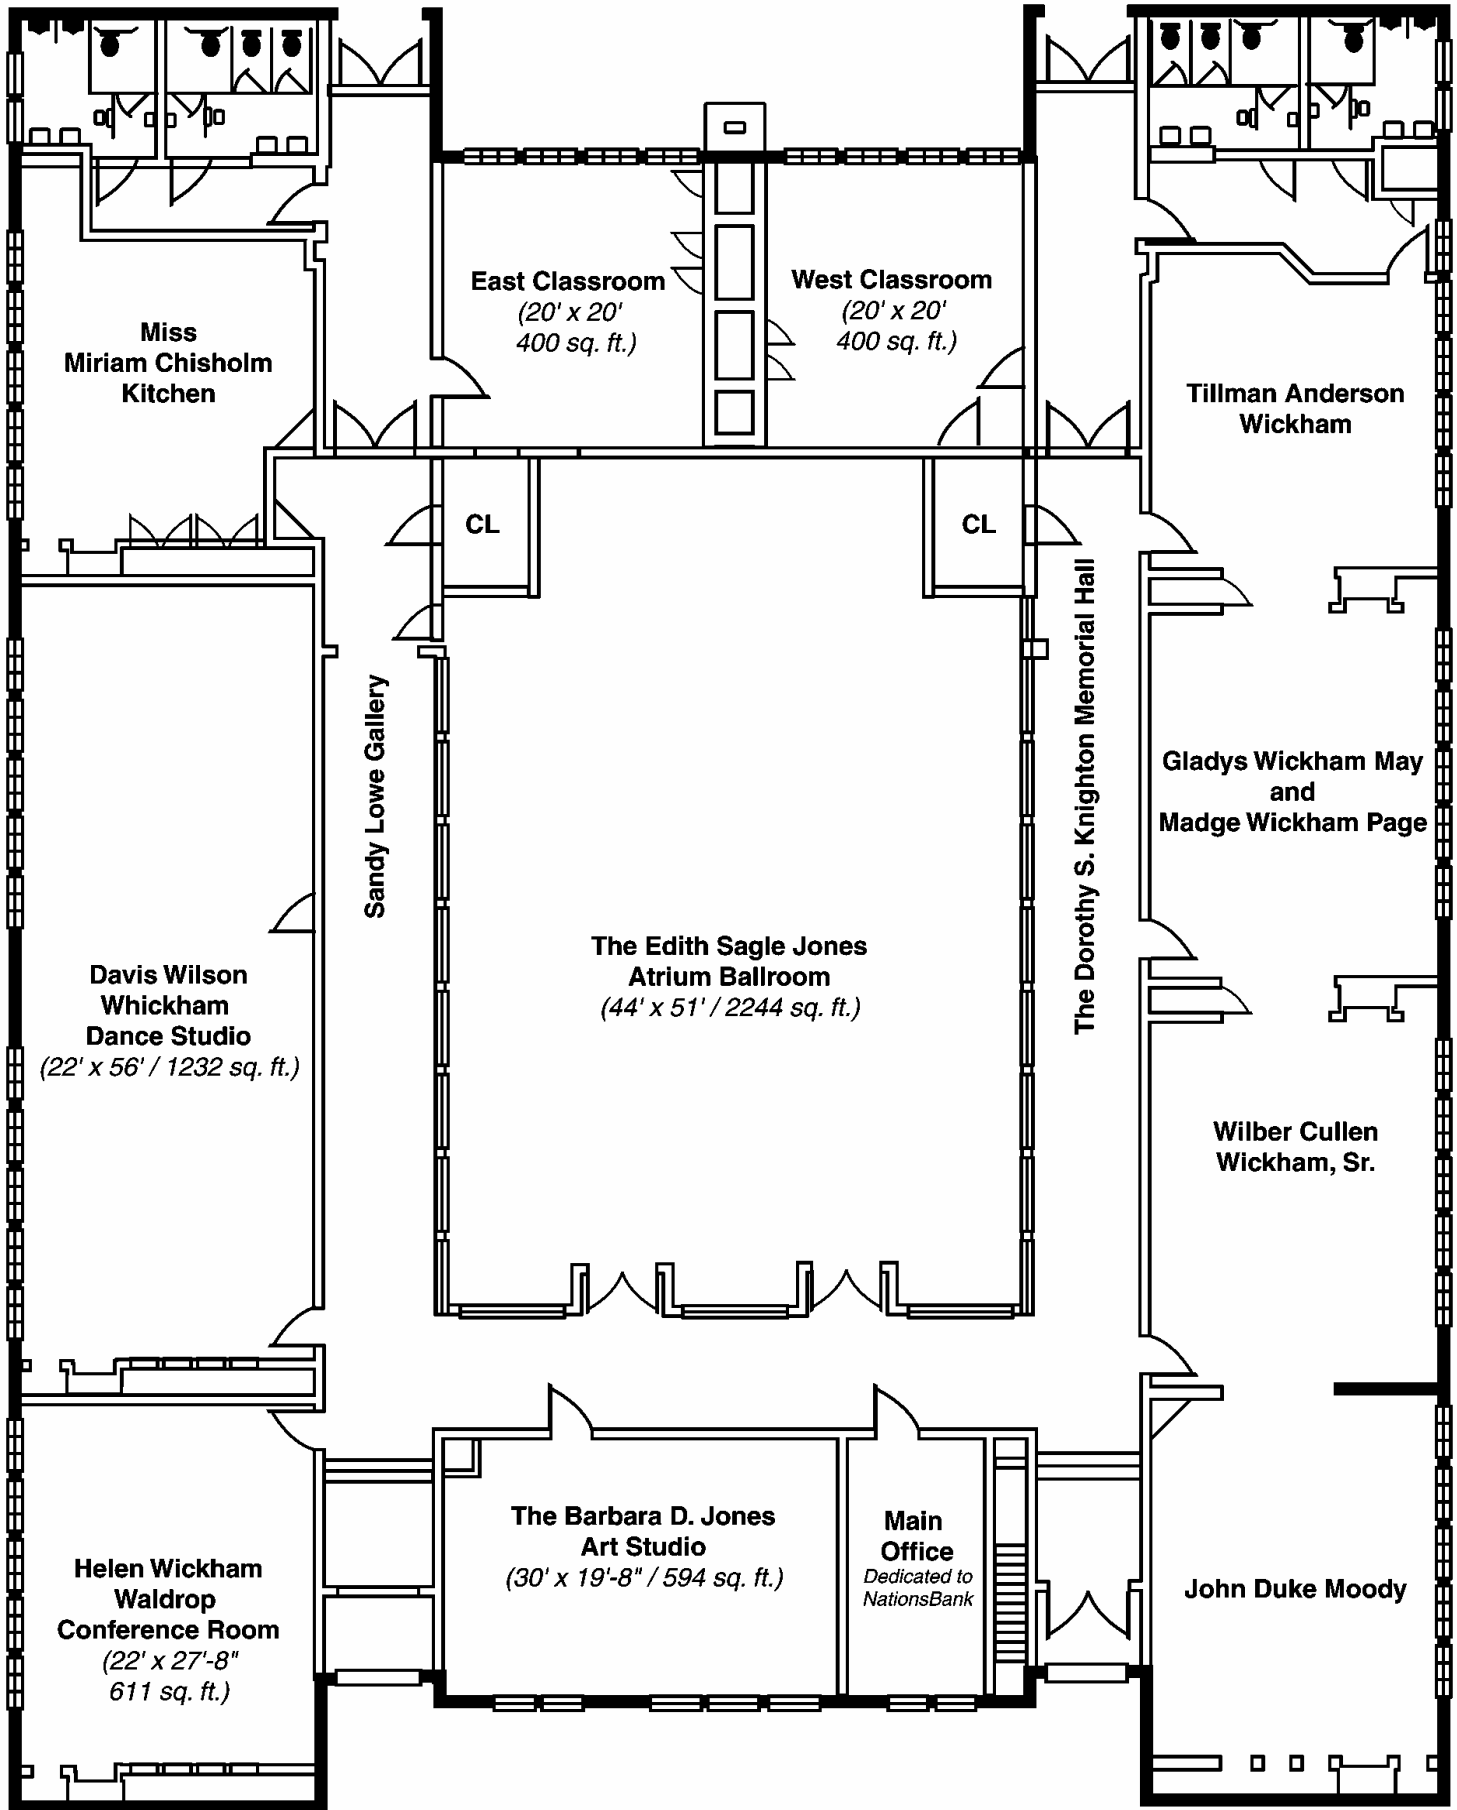 East Classroom
(20' x 20'
400 sq. ft.)
West Classroom
(20' x 20'
400 sq. ft.)
Miss
Miriam Chisholm
Kitchen
Tillman Anderson
Wickham
CL
CL
Sandy Lowe Gallery
The Dorothy S. Knighton Memorial Hall
Gladys Wickham May
and
Madge Wickham Page
Davis Wilson
Whickham
Dance Studio
(22' x 56' / 1232 sq. ft.)
The Edith Sagle Jones
Atrium Ballroom
(44' x 51' / 2244 sq. ft.)
Wilber Cullen
Wickham, Sr.
Helen Wickham
Waldrop
Conference Room
(22' x 27'-8"
611 sq. ft.)
The Barbara D. Jones
Art Studio
(30' x 19'-8" / 594 sq. ft.)
Main
Office
Dedicated to
NationsBank
John Duke Moody